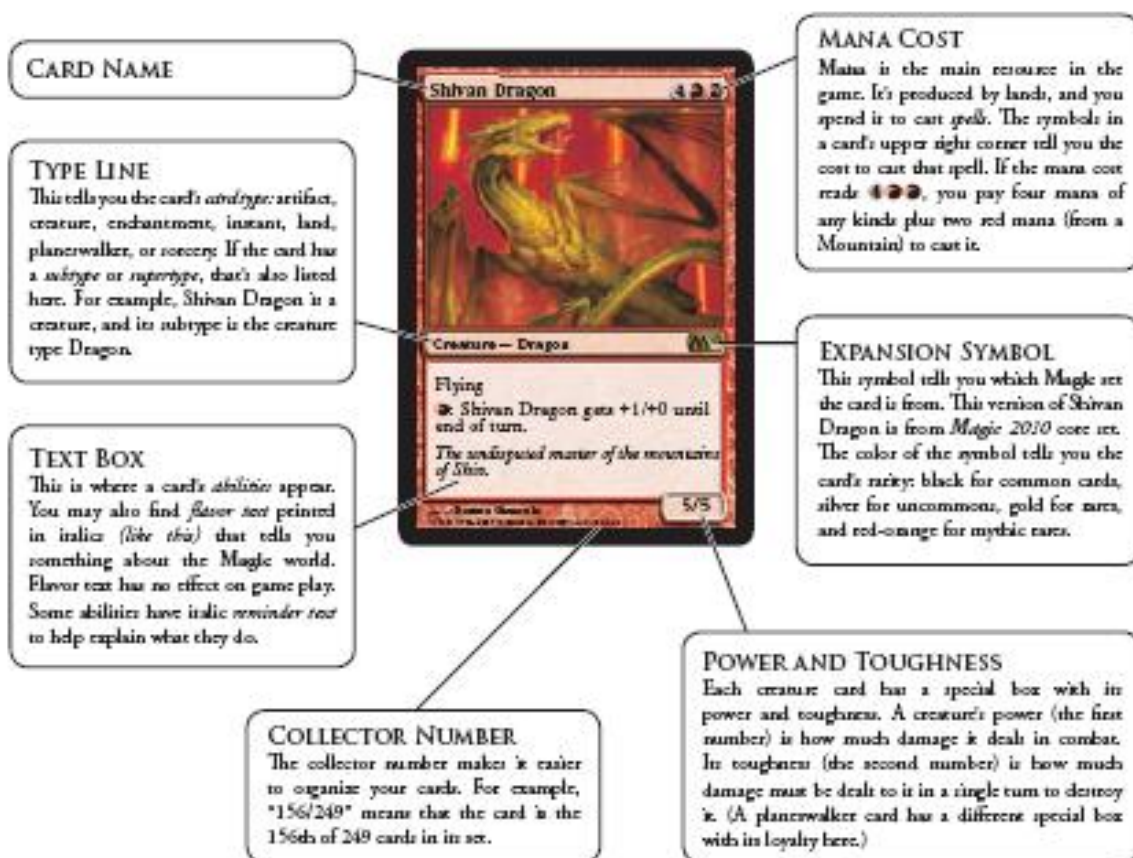 CARD NAME
TYPE LINE
This tells you the card's card type: artifact,
creature, enchantment, instant, land,
planeswalker, or sorcery. If the card has
a subtype or supertype, that's also listed
here. For example, Shivan Dragon is a
creature, and its subtype is the creature
type Dragon.
TEXT BOX
This is where a card's abilities appear.
You may also find flavor text printed
in italics (like this) that tells you
something about the Magic world.
Flavor text has no effect on game play.
Some abilities have italic reminder text
to help explain what they do.
Shivan Dragon 4
Creature — Dragon
Flying
: Shivan Dragon gets +1/+0 until
end of turn.
The undisputed master of the mountains
of Shiv.
5/5
MANA COST
Mana is the main resource in the
game. It's produced by lands, and you
spend it to cast spells. The symbols in
a card's upper right corner tell you the
cost to cast that spell. If the mana cost
reads 4, you pay four mana of
any kinds plus two red mana (from a
Mountain) to cast it.
EXPANSION SYMBOL
This symbol tells you which Magic set
the card is from. This version of Shivan
Dragon is from Magic 2010 core set.
The color of the symbol tells you the
card's rarity: black for common cards,
silver for uncommons, gold for rares,
and red-orange for mythic rares.
COLLECTOR NUMBER
The collector number makes it easier
to organize your cards. For example,
"156/249" means that the card is the
156th of 249 cards in its set.
POWER AND TOUGHNESS
Each creature card has a special box with its
power and toughness. A creature's power (the first
number) is how much damage it deals in combat.
Its toughness (the second number) is how much
damage must be dealt to it in a single turn to destroy
it. (A planeswalker card has a different special box
with its loyalty here.)